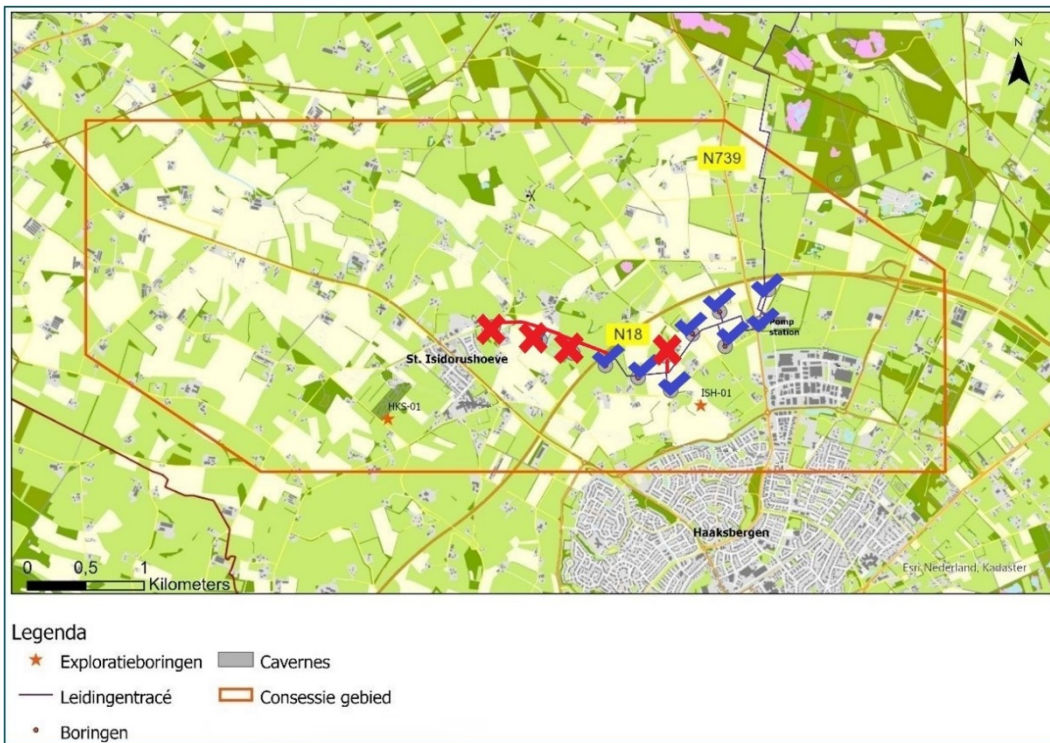 N
N739
N18
Pomp
station
St. Isidorushoeve
HKS-01
ISH-01
Haaksbergen
0 0,5 1
Kilometers
Esri Nederland, Kadaster
Legenda
Exploratieboringen
Cavernes
Leidingentracé
Consessie gebied
Boringen